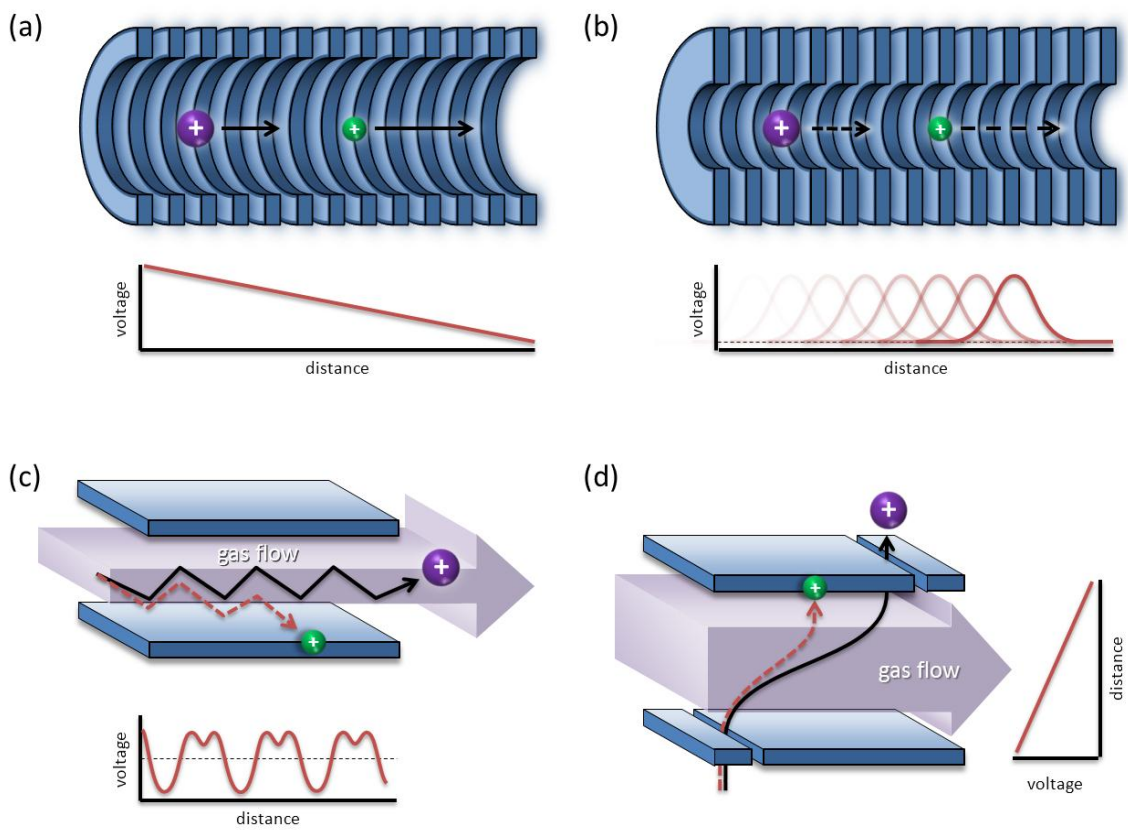 (a)
+
+
voltage
distance
(b)
+
+
voltage
distance
(c)
gas flow
+
+
voltage
distance
(d)
+
+
gas flow
distance
voltage